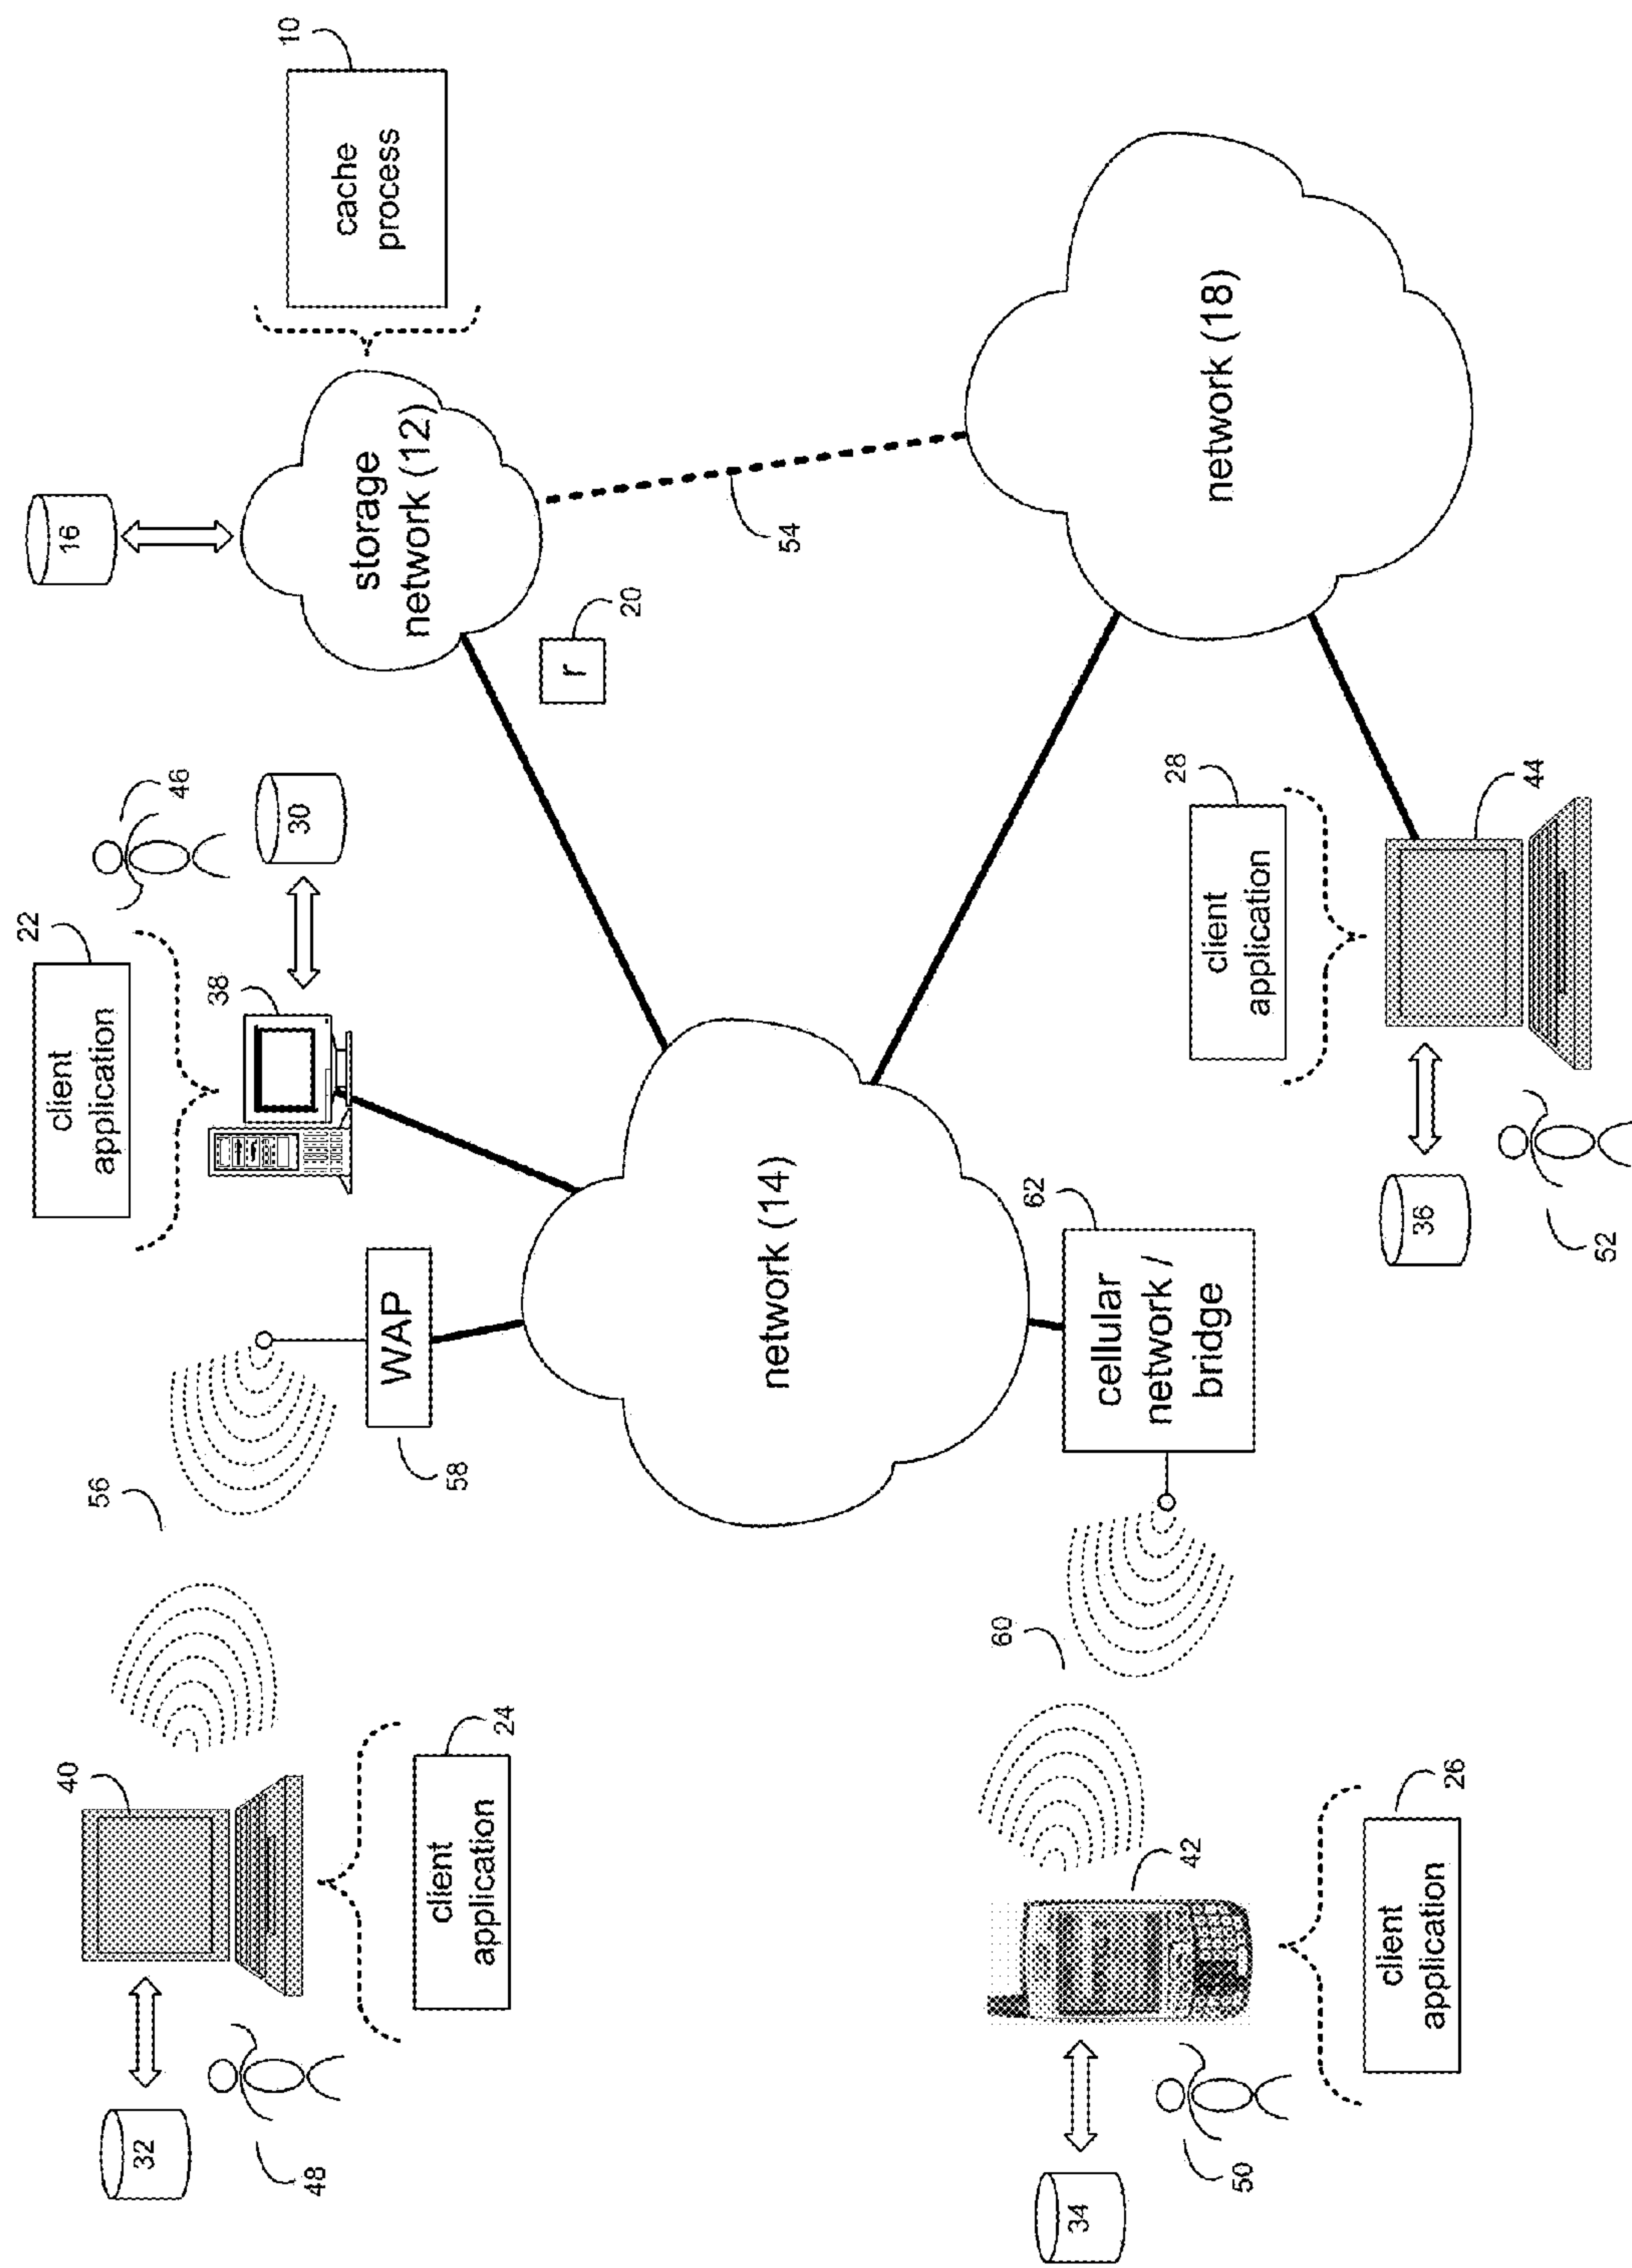 32
48
40
client
application
24
56
WAP
58
client
application
22
38
46
30
16
storage
network (12)
cache
process
10
r
20
54
network (14)
network (18)
34
50
42
client
application
26
60
cellular
network /
bridge
62
36
52
client
application
28
44